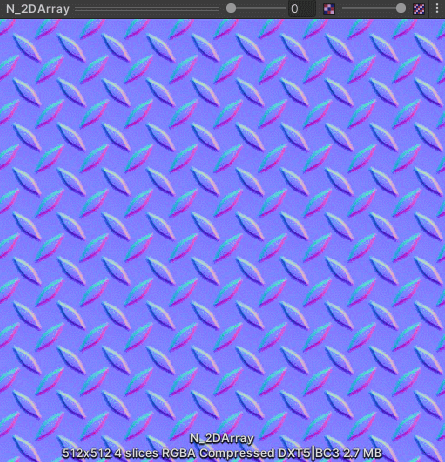 N_2DArray
0
N_2DArray
512x512 4 slices RGBA Compressed DXT5|BC3 2.7 MB